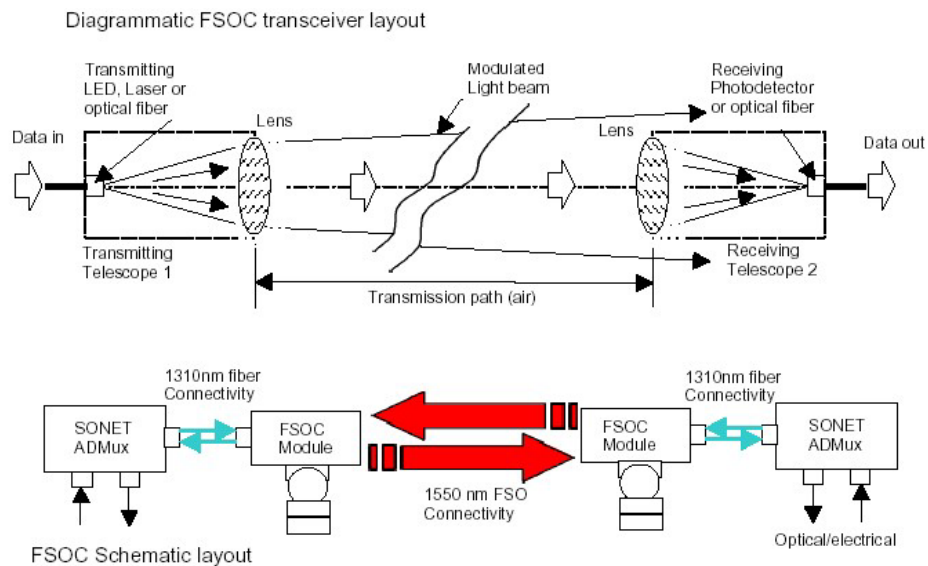 Diagrammatic FSOC transceiver layout
Transmitting
LED, Laser or
optical fiber
Modulated
Light beam
Receiving
Photodetector
or optical fiber
Data in
Lens
Lens
Data out
Transmitting
Telescope 1
Receiving
Telescope 2
Transmission path (air)
1310nm fiber
Connectivity
1310nm fiber
Connectivity
SONET
ADMux
FSOC
Module
FSOC
Module
SONET
ADMux
1550 nm FSO
Connectivity
Optical/electrical
FSOC Schematic layout